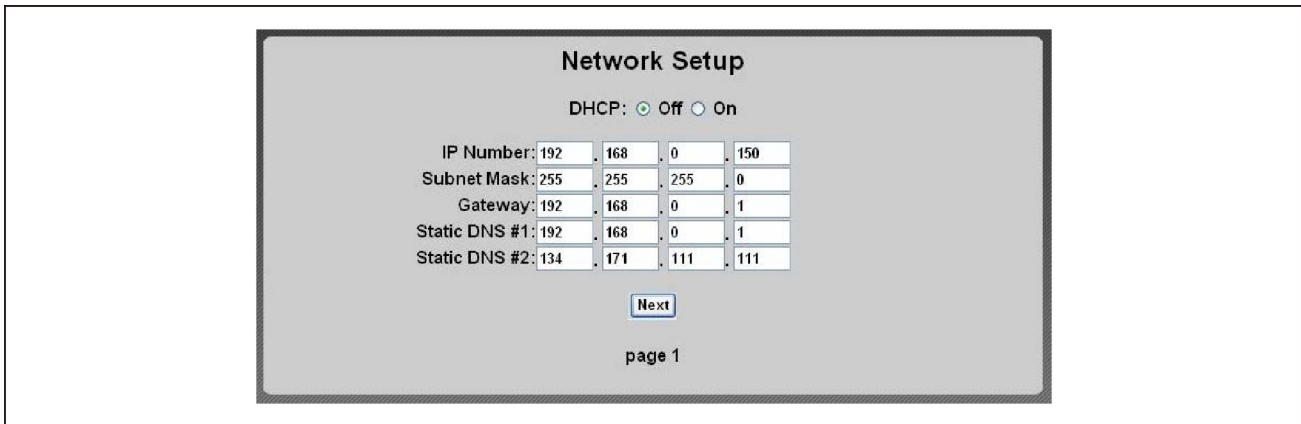 Network Setup
DHCP: Off On
IP Number: 192 . 168 . 0 . 150
Subnet Mask: 255 . 255 . 255 . 0
Gateway: 192 . 168 . 0 . 1
Static DNS #1: 192 . 168 . 0 . 1
Static DNS #2: 134 . 171 . 111 . 111
Next
page 1